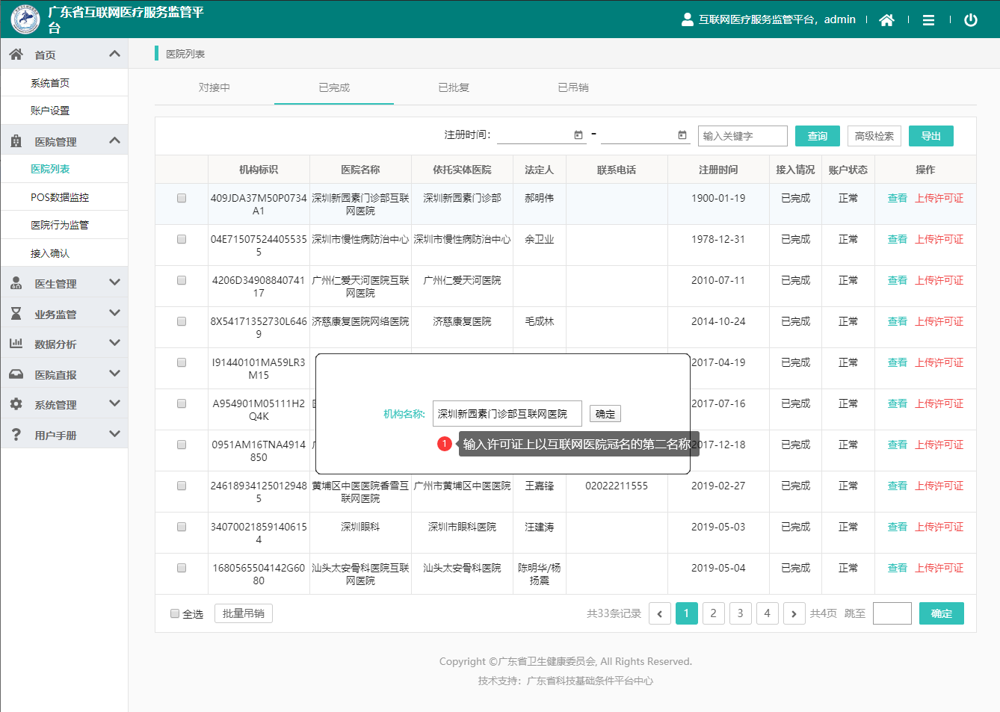 广东省互联网医疗服务监管平
台
互联网医疗服务监管平台，admin
首页
系统首页
账户设置
医院管理
医院列表
POS数据监控
医院行为监管
接入确认
医生管理
业务监管
数据分析
医院直报
系统管理
用户手册
医院列表
对接中 已完成 已批复 已吊销
注册时间： - 输入关键字 查询 高级检索 导出
机构标识 医院名称 依托实体医院 法定人 联系电话 注册时间 接入情况 账户状态 操作
409JDA37M50P0734 深圳新园素门诊部互联 深圳新园素门诊部 郝明伟 1900-01-19 已完成 正常 查看 上传许可证
A1 网医院
04E71507524405535 深圳市慢性病防治中心 深圳市慢性病防治中心 余卫业 1978-12-31 已完成 正常 查看 上传许可证
5
4206D34908840741 广州仁爱天河医院互联 广州仁爱天河医院 2010-07-11 已完成 正常 查看 上传许可证
17 网医院
8X54171352730L646 济慈康复医院网络医院 济慈康复医院 毛成林 2014-10-24 已完成 正常 查看 上传许可证
9
I91440101MA59LR3 2017-04-19 已完成 正常 查看 上传许可证
M15
A954901M05111H2 2017-07-16 已完成 正常 查看 上传许可证
Q4K
0951AM16TNA4914 2017-12-18 已完成 正常 查看 上传许可证
850
机构名称: 深圳新园素门诊部互联网医院 确定
1 输入许可证上以互联网医院冠名的第二名称
24618934125012948 黄埔区中医医院香雪互 广州市黄埔区中医医院 王嘉锋 02022211555 2019-02-27 已完成 正常 查看 上传许可证
5 联网医院
34070021859140615 深圳眼科 深圳市眼科医院 汪建涛 2019-05-03 已完成 正常 查看 上传许可证
4
1680565504142G60 汕头太安骨科医院互联 汕头太安骨科医院 陈明华/杨 2019-05-04 已完成 正常 查看 上传许可证
80 网医院 扬震
全选 批量吊销 共33条记录 1 2 3 4 共4页 跳至 确定
Copyright ©广东省卫生健康委员会, All Rights Reserved.
技术支持：广东省科技基础条件平台中心